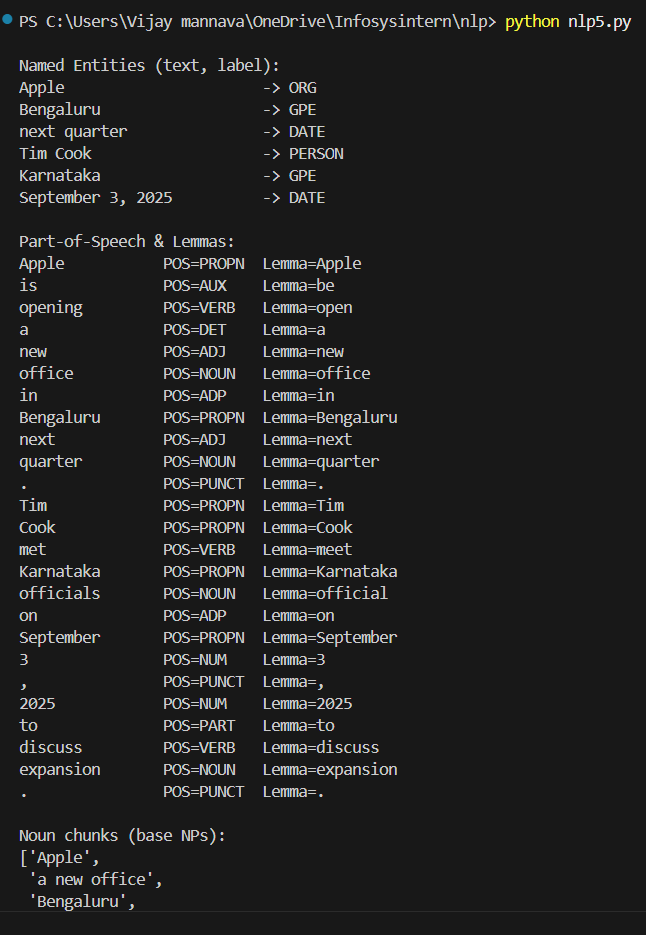 PS C:\Users\Vijay mannava\OneDrive\Infosysintern\nlp> python nlp5.py
Named Entities (text, label):
Apple -> ORG
Bengaluru -> GPE
next quarter -> DATE
Tim Cook -> PERSON
Karnataka -> GPE
September 3, 2025 -> DATE
Part-of-Speech & Lemmas:
Apple POS=PROPN Lemma=Apple
is POS=AUX Lemma=be
opening POS=VERB Lemma=open
a POS=DET Lemma=a
new POS=ADJ Lemma=new
office POS=NOUN Lemma=office
in POS=ADP Lemma=in
Bengaluru POS=PROPN Lemma=Bengaluru
next POS=ADJ Lemma=next
quarter POS=NOUN Lemma=quarter
. POS=PUNCT Lemma=.
Tim POS=PROPN Lemma=Tim
Cook POS=PROPN Lemma=Cook
met POS=VERB Lemma=meet
Karnataka POS=PROPN Lemma=Karnataka
officials POS=NOUN Lemma=official
on POS=ADP Lemma=on
September POS=PROPN Lemma=September
3 POS=NUM Lemma=3
, POS=PUNCT Lemma=,
2025 POS=NUM Lemma=2025
to POS=PART Lemma=to
discuss POS=VERB Lemma=discuss
expansion POS=NOUN Lemma=expansion
. POS=PUNCT Lemma=.
Noun chunks (base NPs):
['Apple',
'a new office',
'Bengaluru',